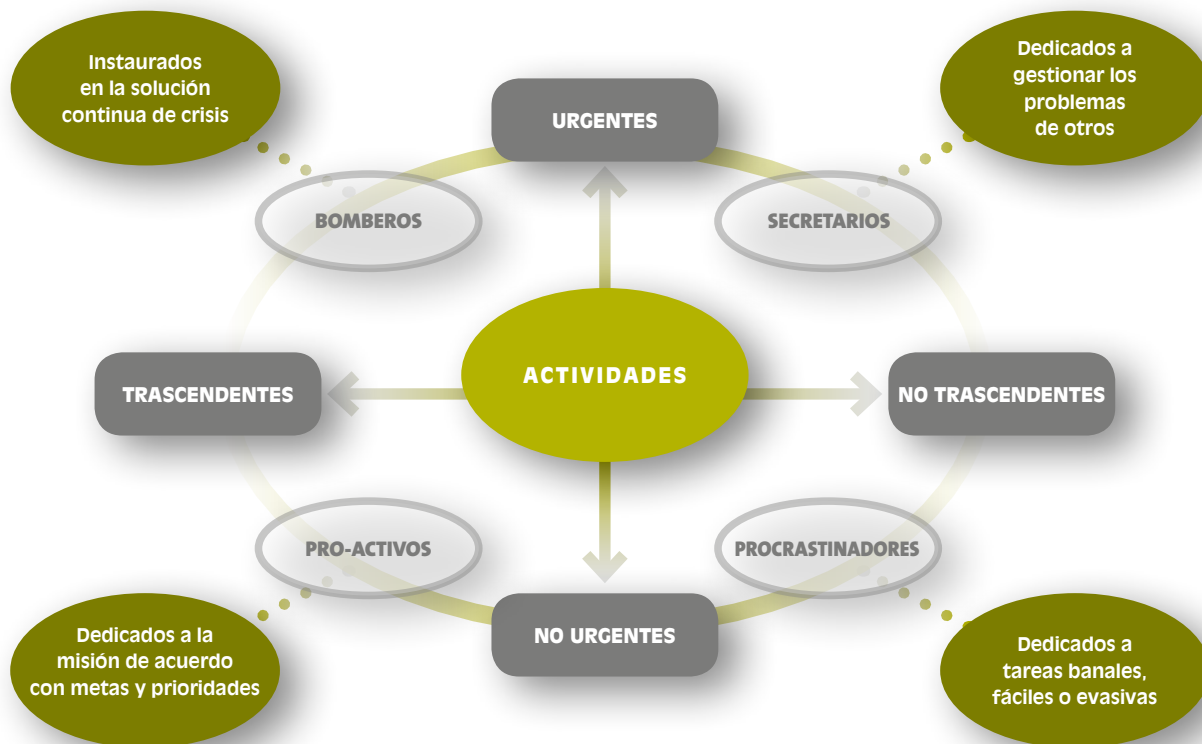 Instaurados
en la solución
continua de crisis
Dedicados a
gestionar los
problemas
de otros
URGENTES
BOMBEROS
SECRETARIOS
ACTIVIDADES
TRASCENDENTES
NO TRASCENDENTES
PRO-ACTIVOS
PROCRASTINADORES
NO URGENTES
Dedicados a la
misión de acuerdo
con metas y prioridades
Dedicados a
tareas banales,
fáciles o evasivas